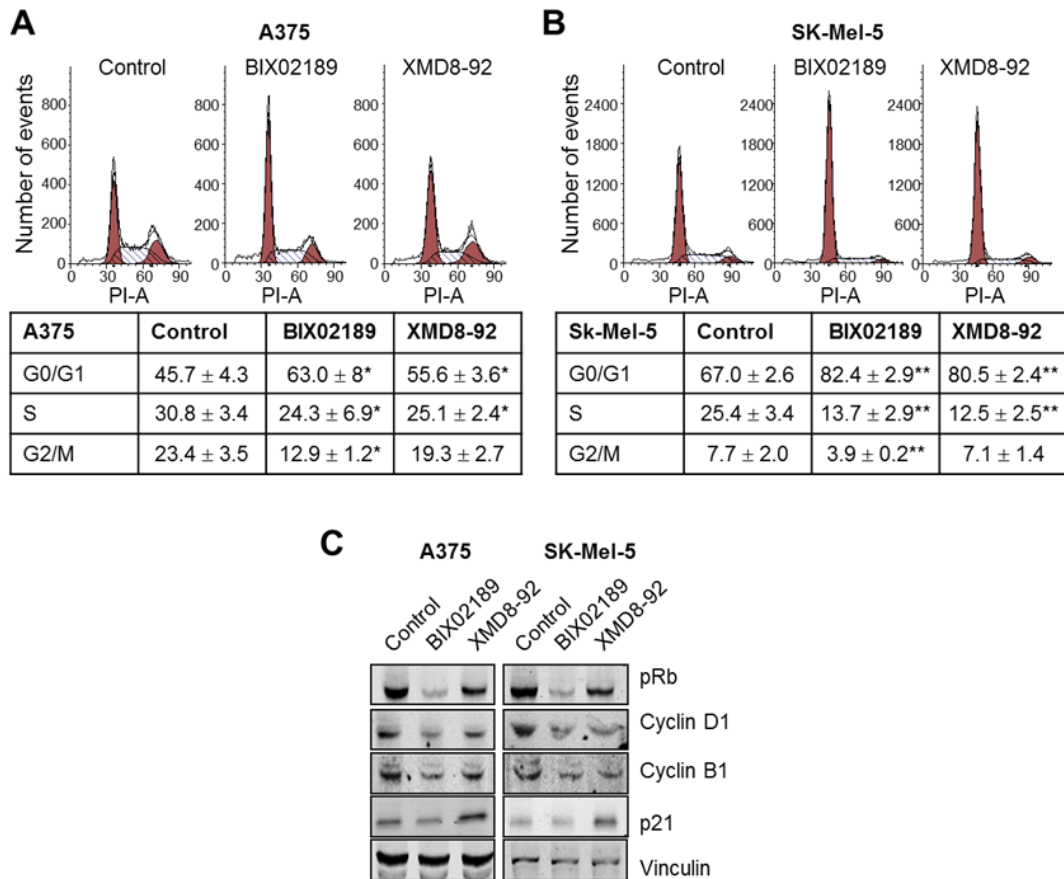 A
A375
Control BIX02189 XMD8-92
Number of events
800
600
400
200
0
800
600
400
200
0
800
600
400
200
0
0 30 60 90
0 30 60 90
0 30 60 90
PI-A PI-A PI-A
A375 Control BIX02189 XMD8-92
G0/G1 45.7 ± 4.3 63.0 ± 8* 55.6 ± 3.6*
S 30.8 ± 3.4 24.3 ± 6.9* 25.1 ± 2.4*
G2/M 23.4 ± 3.5 12.9 ± 1.2* 19.3 ± 2.7
B
SK-Mel-5
Control BIX02189 XMD8-92
Number of events
2400
1800
1200
600
0
2400
1800
1200
600
0
2400
1800
1200
600
0
0 30 60 90
0 30 60 90
0 30 60 90
PI-A PI-A PI-A
Sk-Mel-5 Control BIX02189 XMD8-92
G0/G1 67.0 ± 2.6 82.4 ± 2.9** 80.5 ± 2.4**
S 25.4 ± 3.4 13.7 ± 2.9** 12.5 ± 2.5**
G2/M 7.7 ± 2.0 3.9 ± 0.2** 7.1 ± 1.4
C
A375 SK-Mel-5
Control BIX02189 XMD8-92 Control BIX02189 XMD8-92
pRb
Cyclin D1
Cyclin B1
p21
Vinculin